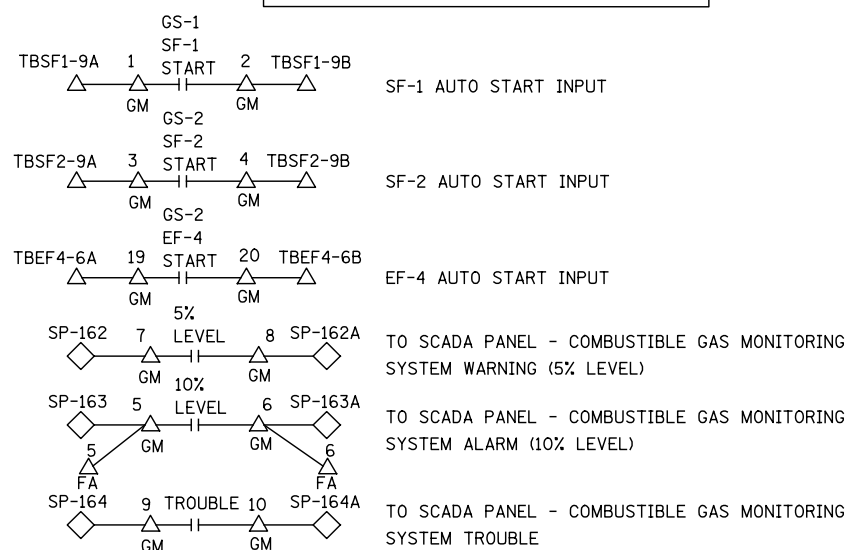 GS-1
SF-1
TBSF1-9A 1 START 2 TBSF1-9B
SF-1 AUTO START INPUT
GM GM
GS-2
SF-2
TBSF2-9A 3 START 4 TBSF2-9B
SF-2 AUTO START INPUT
GM GM
GS-2
EF-4
TBEF4-6A 19 START 20 TBEF4-6B
EF-4 AUTO START INPUT
GM GM
5%
SP-162 7 LEVEL 8 SP-162A
TO SCADA PANEL - COMBUSTIBLE GAS MONITORING
SYSTEM WARNING (5% LEVEL)
GM GM
10%
SP-163 5 LEVEL 6 SP-163A
TO SCADA PANEL - COMBUSTIBLE GAS MONITORING
SYSTEM ALARM (10% LEVEL)
GM GM
5 6
FA FA
SP-164 9 TROUBLE 10 SP-164A
TO SCADA PANEL - COMBUSTIBLE GAS MONITORING
SYSTEM TROUBLE
GM GM